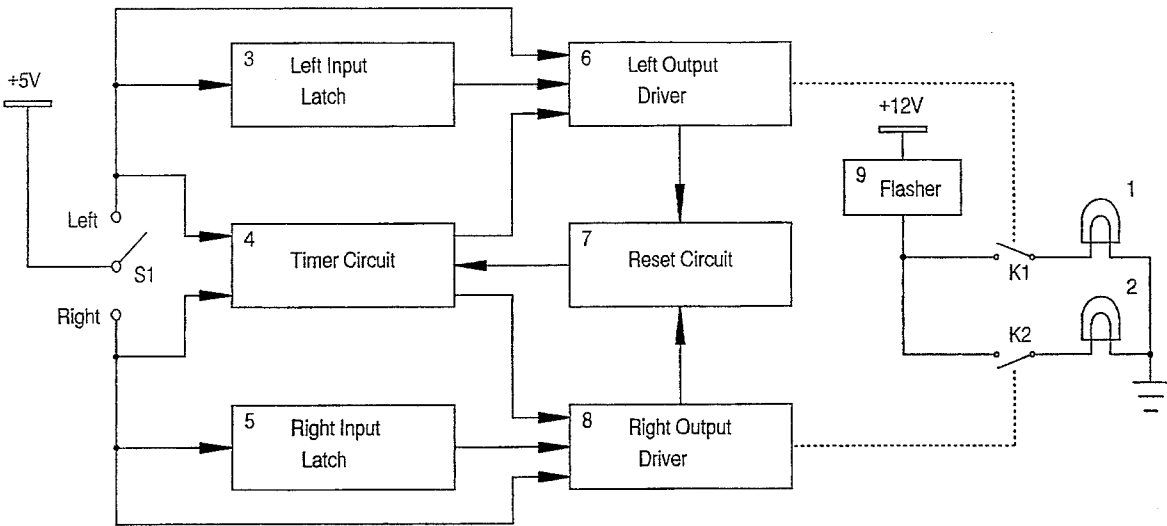 +5V
Left
S1
Right
3
Left Input
Latch
4
Timer Circuit
5
Right Input
Latch
6
Left Output
Driver
7
Reset Circuit
8
Right Output
Driver
+12V
9
Flasher
K1
K2
1
2